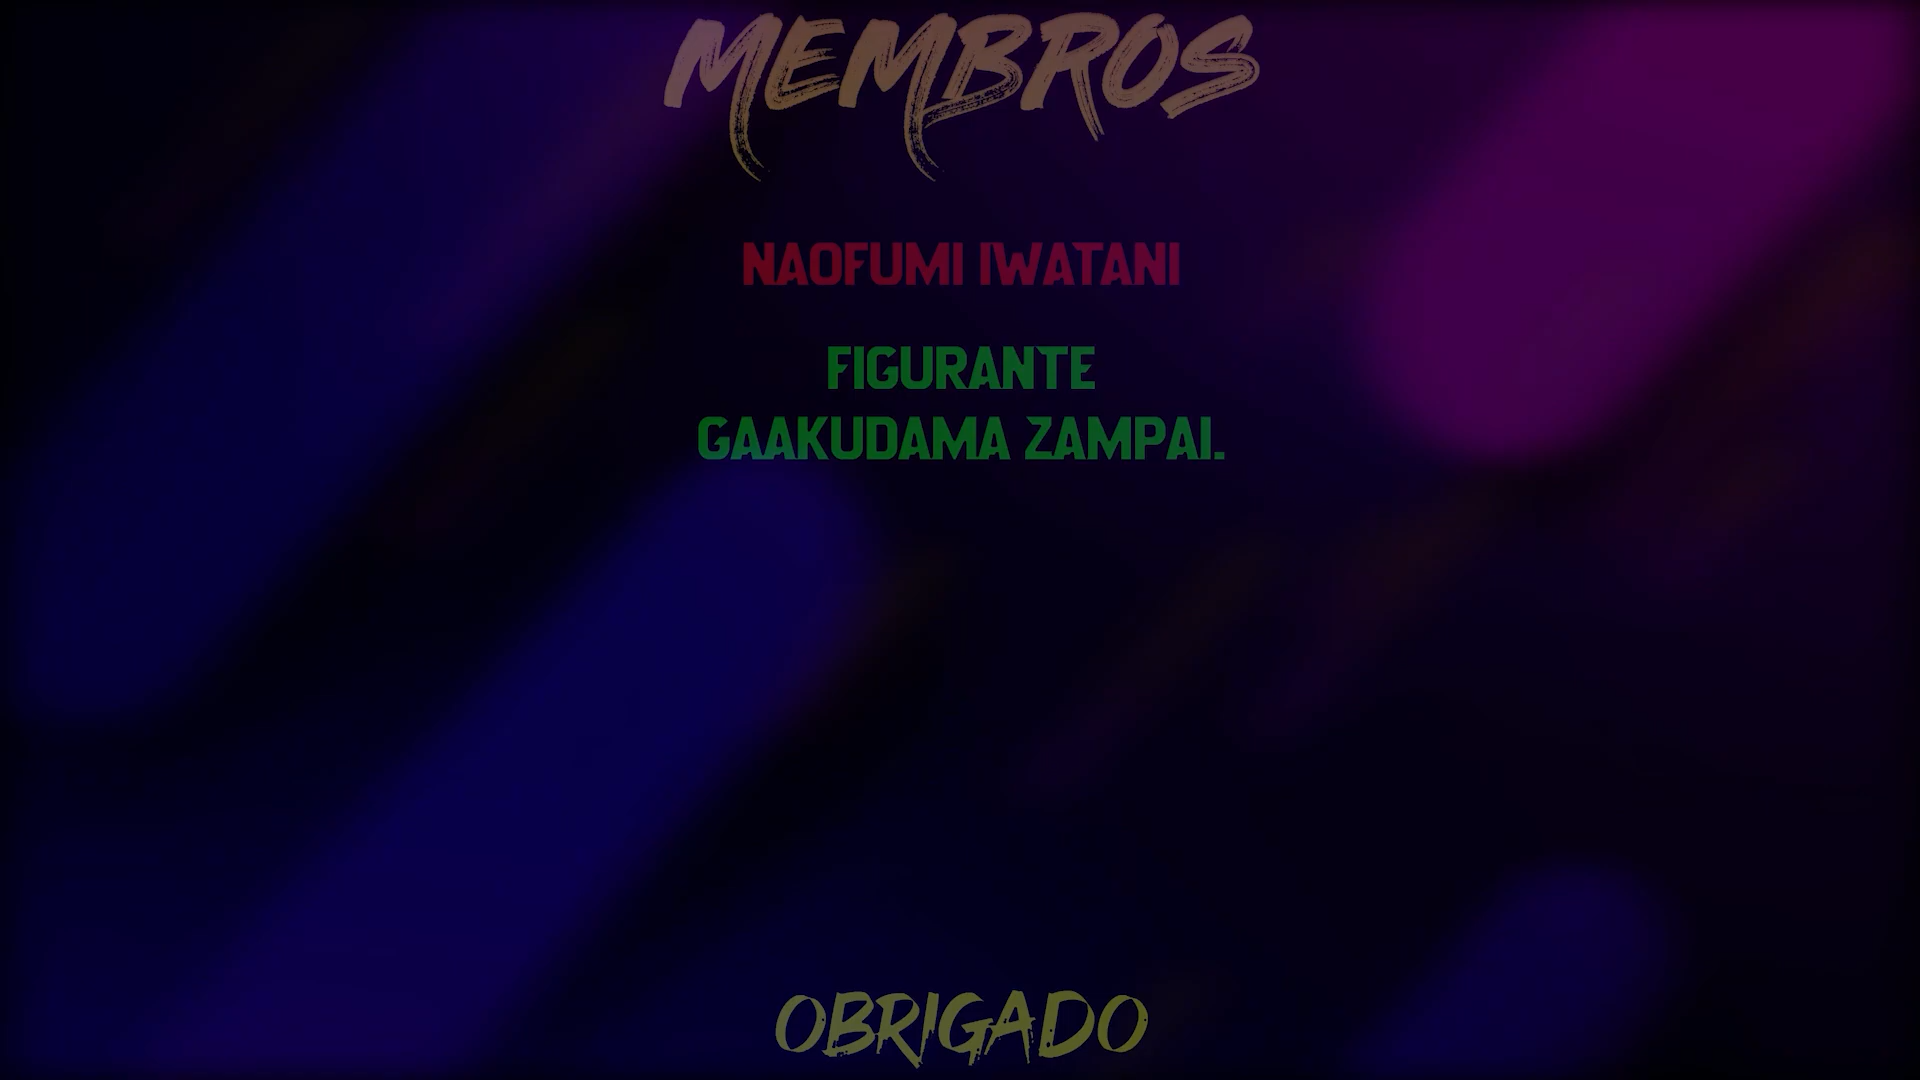 MEMBROS
NAOFUMI IWATANI
FIGURANTE
GAAKUDAMA ZAMPAI.
OBRIGADO